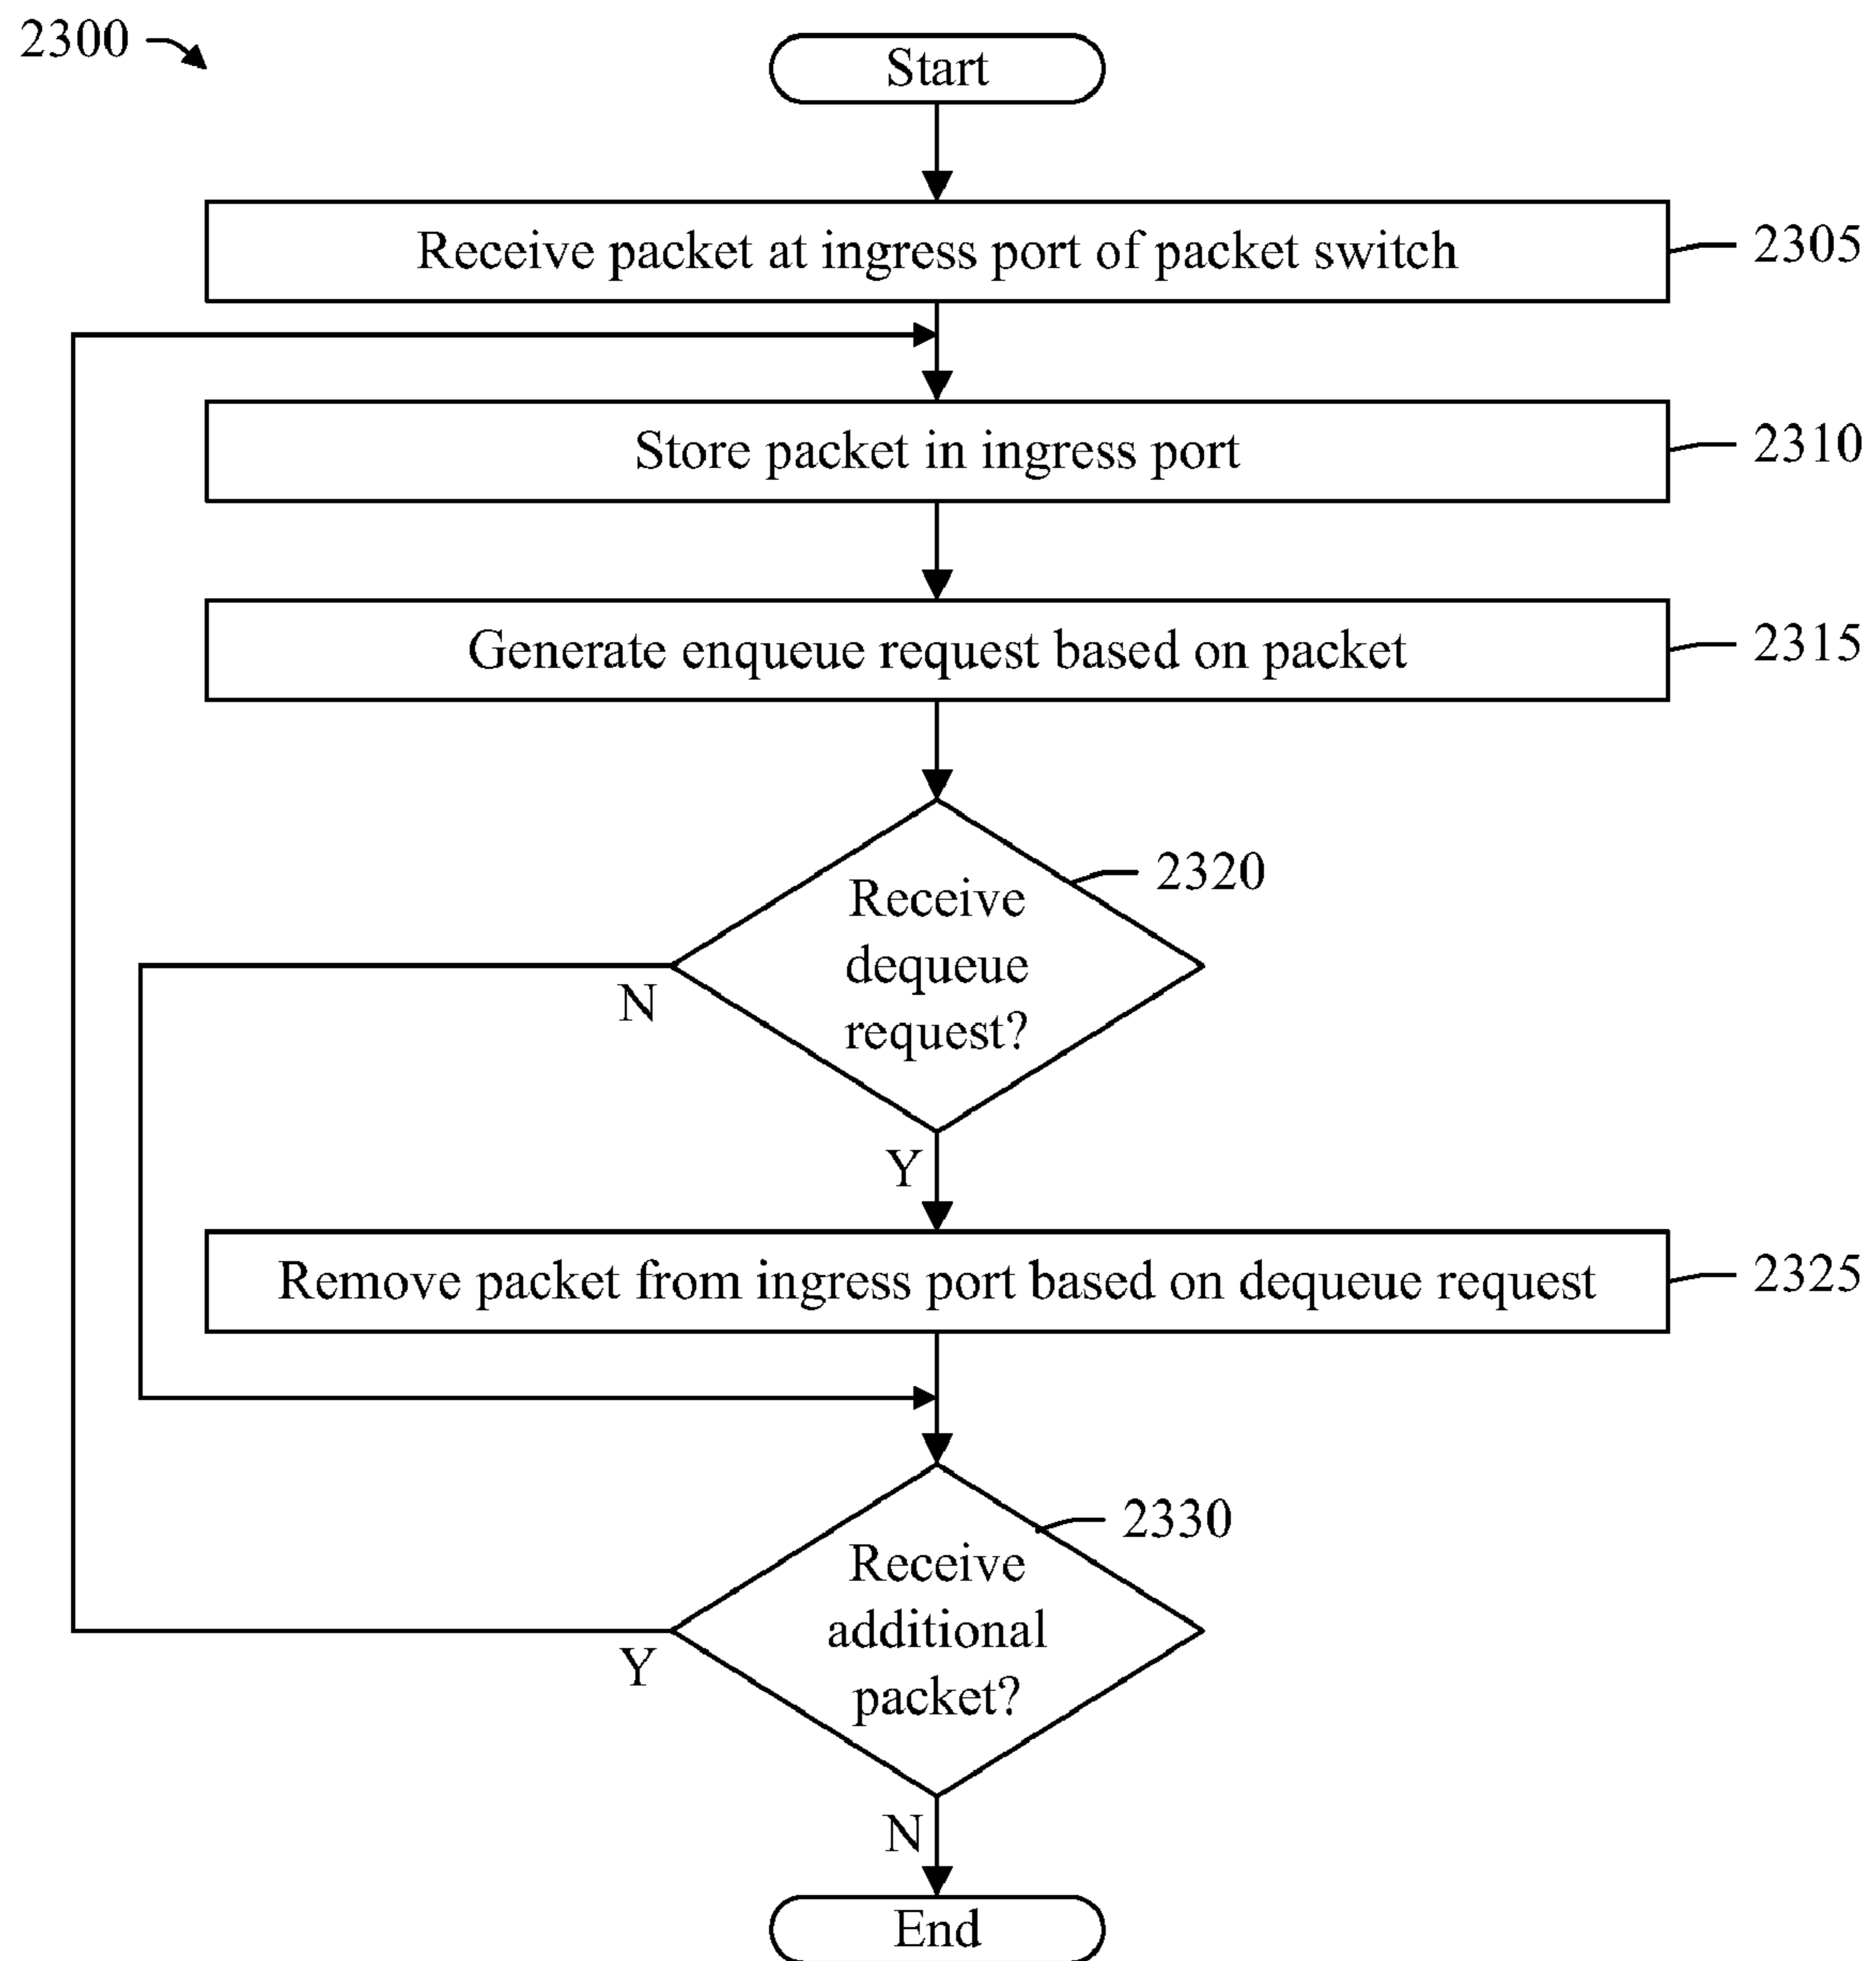 2300
Start
Receive packet at ingress port of packet switch
2305
Store packet in ingress port
2310
Generate enqueue request based on packet
2315
2320
Receive
dequeue
request?
N
Y
Remove packet from ingress port based on dequeue request
2325
2330
Receive
additional
packet?
Y
N
End